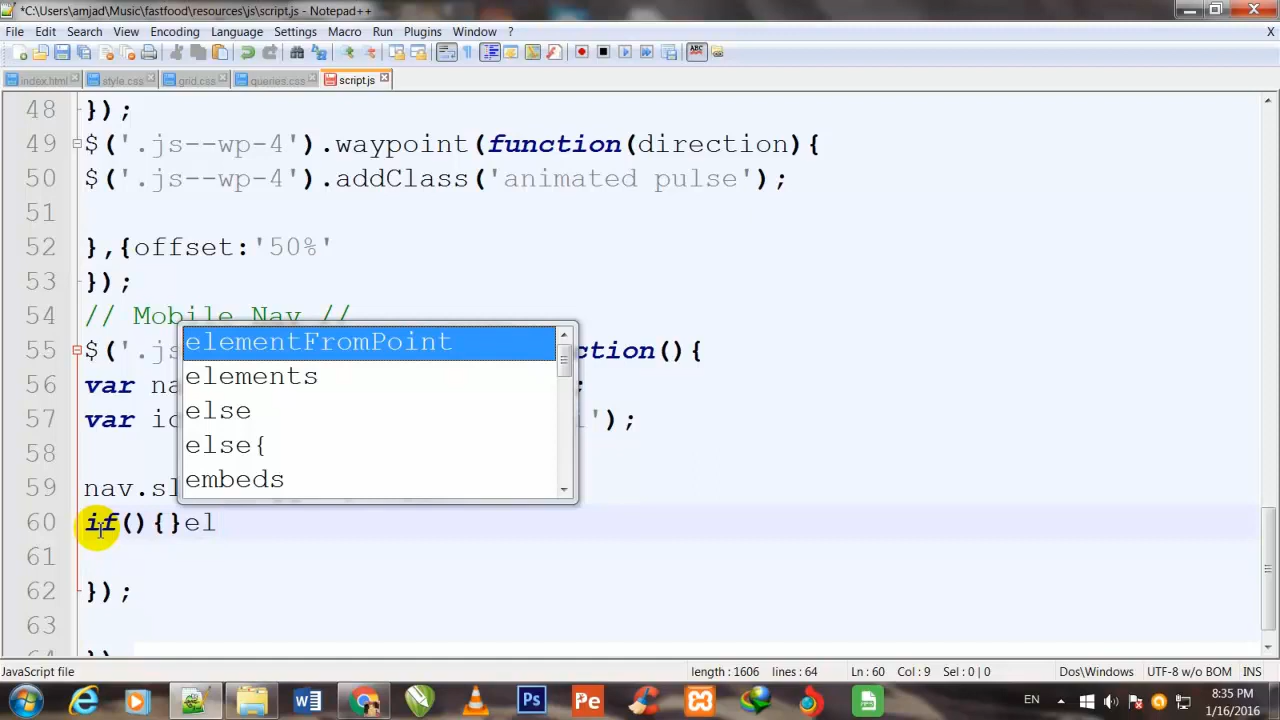 *C:\Users\amjad\Music\fastfood\resources\js\script.js - Notepad++
File Edit Search View Encoding Language Settings Macro Run Plugins Window ? X
index.html style.css grid.css queries.css script.js
48 });
49 $('.js--wp-4').waypoint(function(direction){
50 $('.js--wp-4').addClass('animated pulse');
51
52 },{offset:'50%'
53 });
54 // Mobile Nav //
55 $('.js ction(){
56 var na ;
57 var ic ');
58
59 nav.sl
60 if(){}el
61
62 });
63
64 })
elementFromPoint
elements
else
else{
embeds
JavaScript file length : 1606 lines : 64 Ln : 60 Col : 9 Sel : 0 | 0 Dos\Windows UTF-8 w/o BOM INS
W Ps Pe EN 8:35 PM
1/16/2016